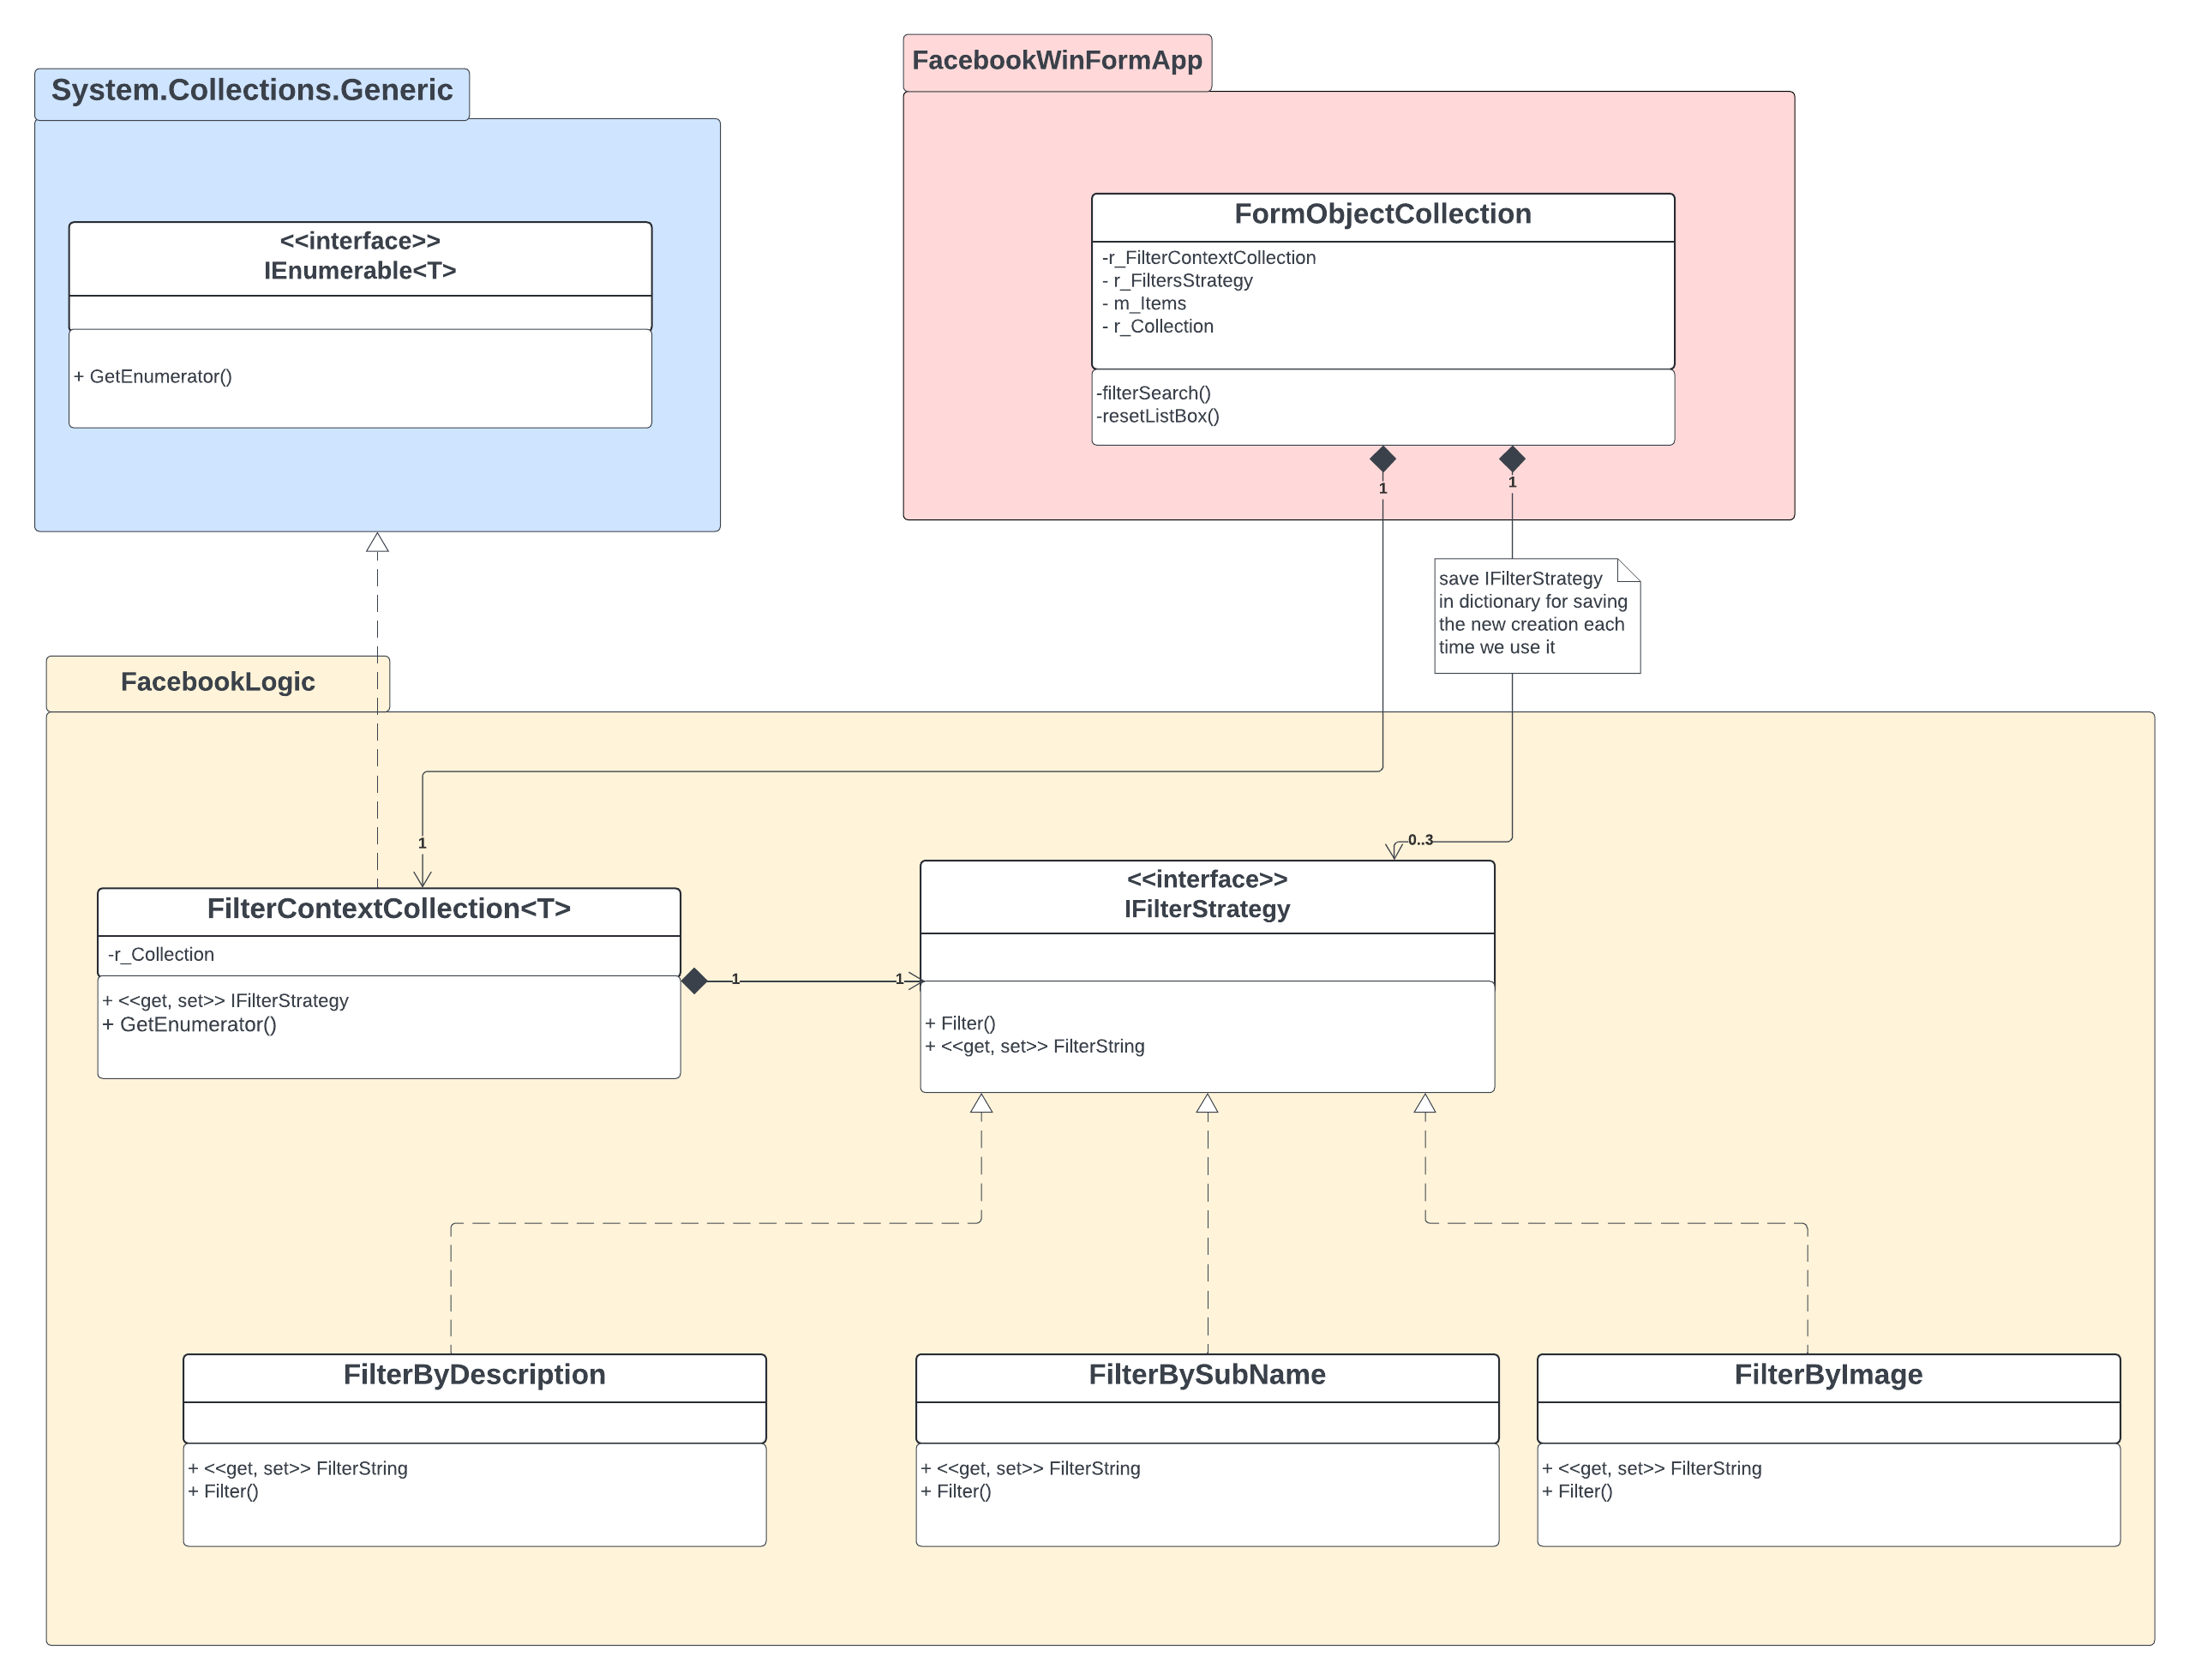 System.Collections.Generic
<<interface>>
IEnumerable<T>
+ GetEnumerator()
FacebookWinFormApp
FormObjectCollection
-r_FilterContextCollection
- r_FiltersStrategy
- m_Items
- r_Collection
-filterSearch()
-resetListBox()
1
1
save IFilterStrategy
in dictionary for saving
the new creation each
time we use it
FacebookLogic
1
0..3
FilterContextCollection<T>
-r_Collection
+ <<get, set>> IFilterStrategy
+ GetEnumerator()
1
1
<<interface>>
IFilterStrategy
+ Filter()
+ <<get, set>> FilterString
FilterByDescription
+ <<get, set>> FilterString
+ Filter()
FilterBySubName
+ <<get, set>> FilterString
+ Filter()
FilterByImage
+ <<get, set>> FilterString
+ Filter()